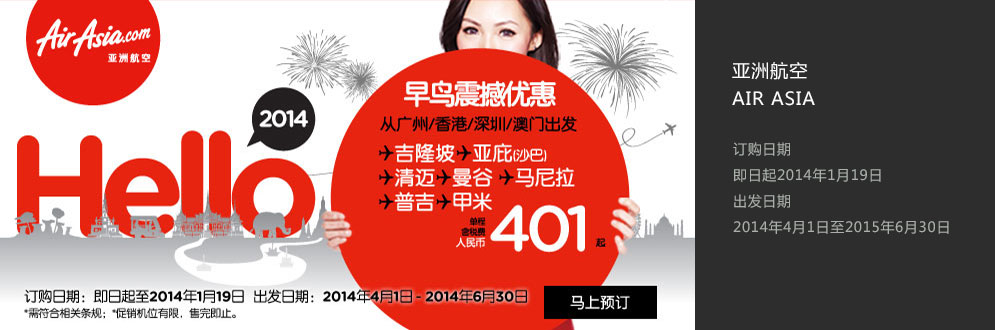 AirAsia.com
亚洲航空
Hello
2014
早鸟震撼优惠
从广州/香港/深圳/澳门出发
吉隆坡 亚庇(沙巴)
清迈 曼谷 马尼拉
普吉 甲米
单程
含税费
人民币
401起
订购日期：即日起至2014年1月19日 出发日期：2014年4月1日 - 2014年6月30日
*需符合相关条规；*促销机位有限，售完即止。
马上预订
亚洲航空
AIR ASIA
订购日期
即日起2014年1月19日
出发日期
2014年4月1日至2015年6月30日